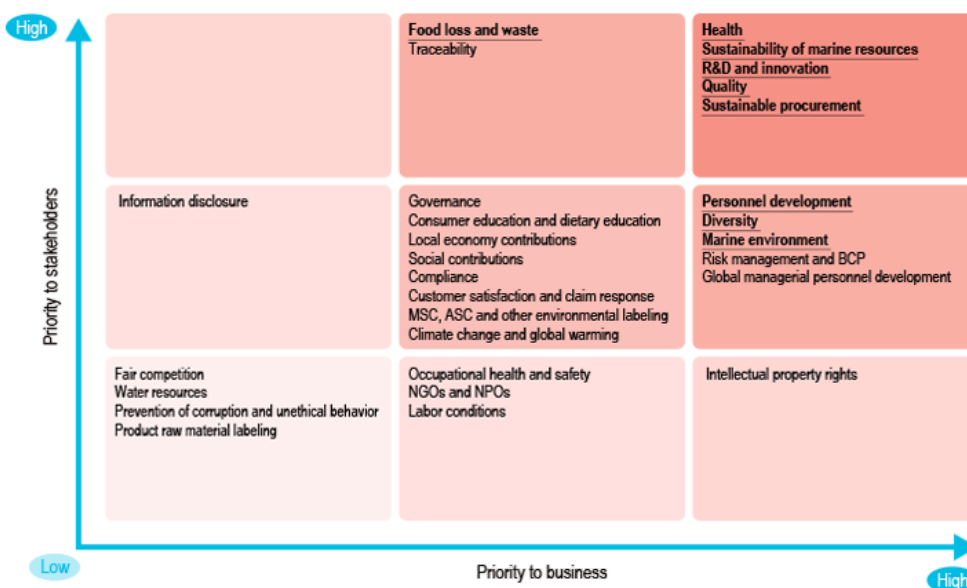 High
Priority to stakeholders
Food loss and waste
Traceability
Health
Sustainability of marine resources
R&D and innovation
Quality
Sustainable procurement
Information disclosure
Governance
Consumer education and dietary education
Local economy contributions
Social contributions
Compliance
Customer satisfaction and claim response
MSC, ASC and other environmental labeling
Climate change and global warming
Personnel development
Diversity
Marine environment
Risk management and BCP
Global managerial personnel development
Fair competition
Water resources
Prevention of corruption and unethical behavior
Product raw material labeling
Occupational health and safety
NGOs and NPOs
Labor conditions
Intellectual property rights
Low
Priority to business
High